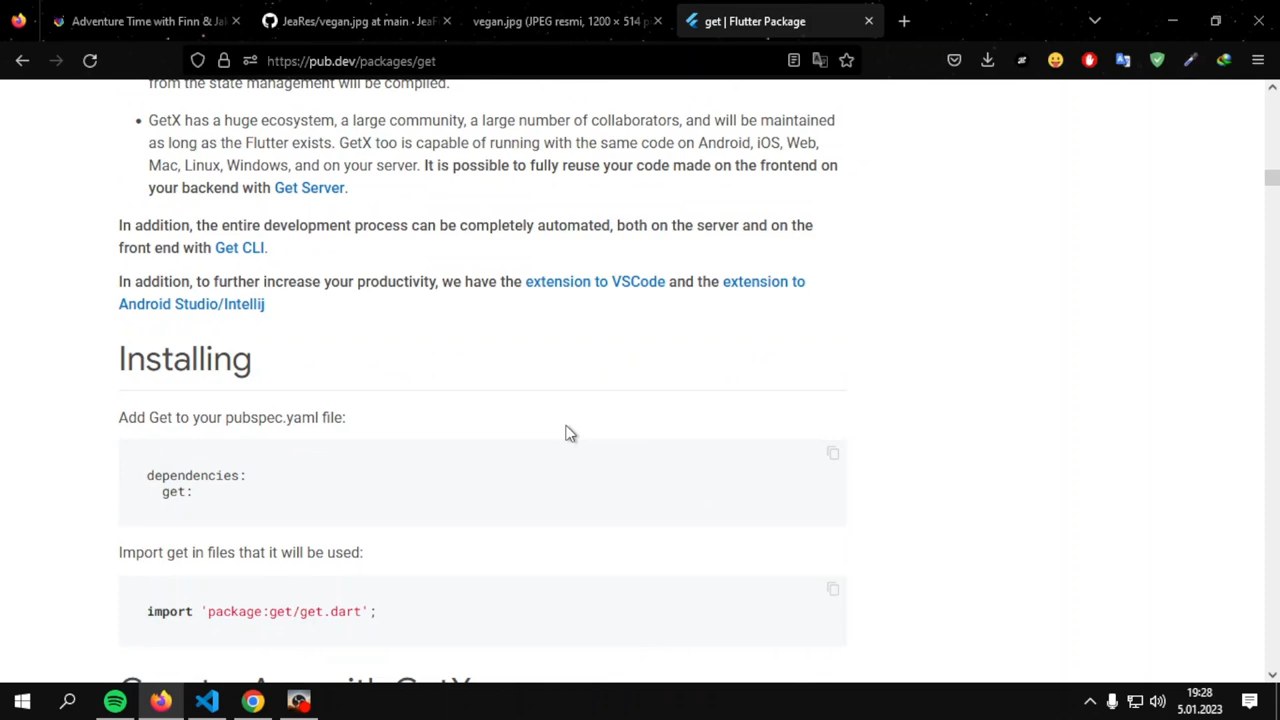 Adventure Time with Finn & Ja
JeaRes/vegan.jpg at main · Jea
vegan.jpg (JPEG resmi, 1200 × 514 p
get | Flutter Package
https://pub.dev/packages/get
from the state management will be compiled.
• GetX has a huge ecosystem, a large community, a large number of collaborators, and will be maintained
as long as the Flutter exists. GetX too is capable of running with the same code on Android, iOS, Web,
Mac, Linux, Windows, and on your server. It is possible to fully reuse your code made on the frontend on
your backend with Get Server.
In addition, the entire development process can be completely automated, both on the server and on the
front end with Get CLI.
In addition, to further increase your productivity, we have the extension to VSCode and the extension to
Android Studio/Intellij
Installing
Add Get to your pubspec.yaml file:
dependencies:
get:
Import get in files that it will be used:
import 'package:get/get.dart';
19:28
5.01.2023